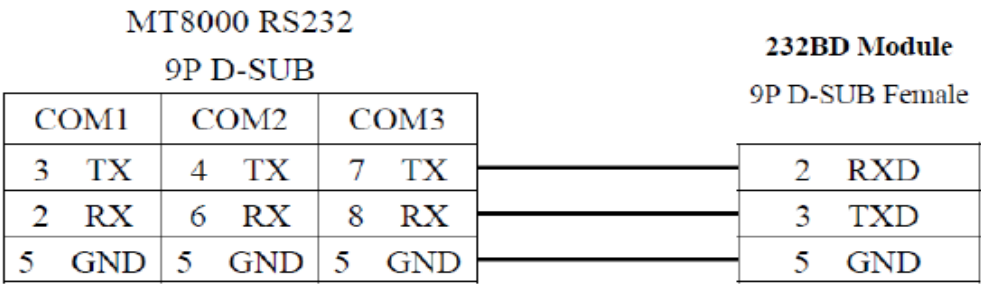 MT8000 RS232
9P D-SUB
232BD Module
9P D-SUB Female
COM1 COM2 COM3
3 TX 4 TX 7 TX 2 RXD
2 RX 6 RX 8 RX 3 TXD
5 GND 5 GND 5 GND 5 GND